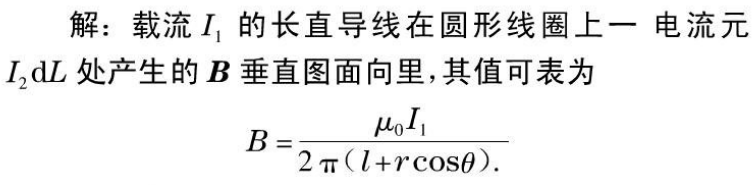 解：载流 I₁ 的长直导线在圆形线圈上一 电流元
I₂dL 处产生的 B 垂直图面向里，其值可表为
B = μ₀I₁ / 2π(l+rcosθ).